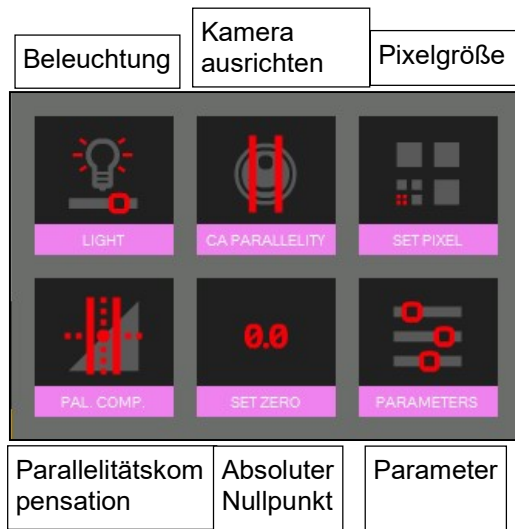 Beleuchtung
Kamera
ausrichten
Pixelgröße
LIGHT
CA PARALLELITY
SET PIXEL
0.0
PAL. COMP.
SET ZERO
PARAMETERS
Parallelitätskom
pensation
Absoluter
Nullpunkt
Parameter